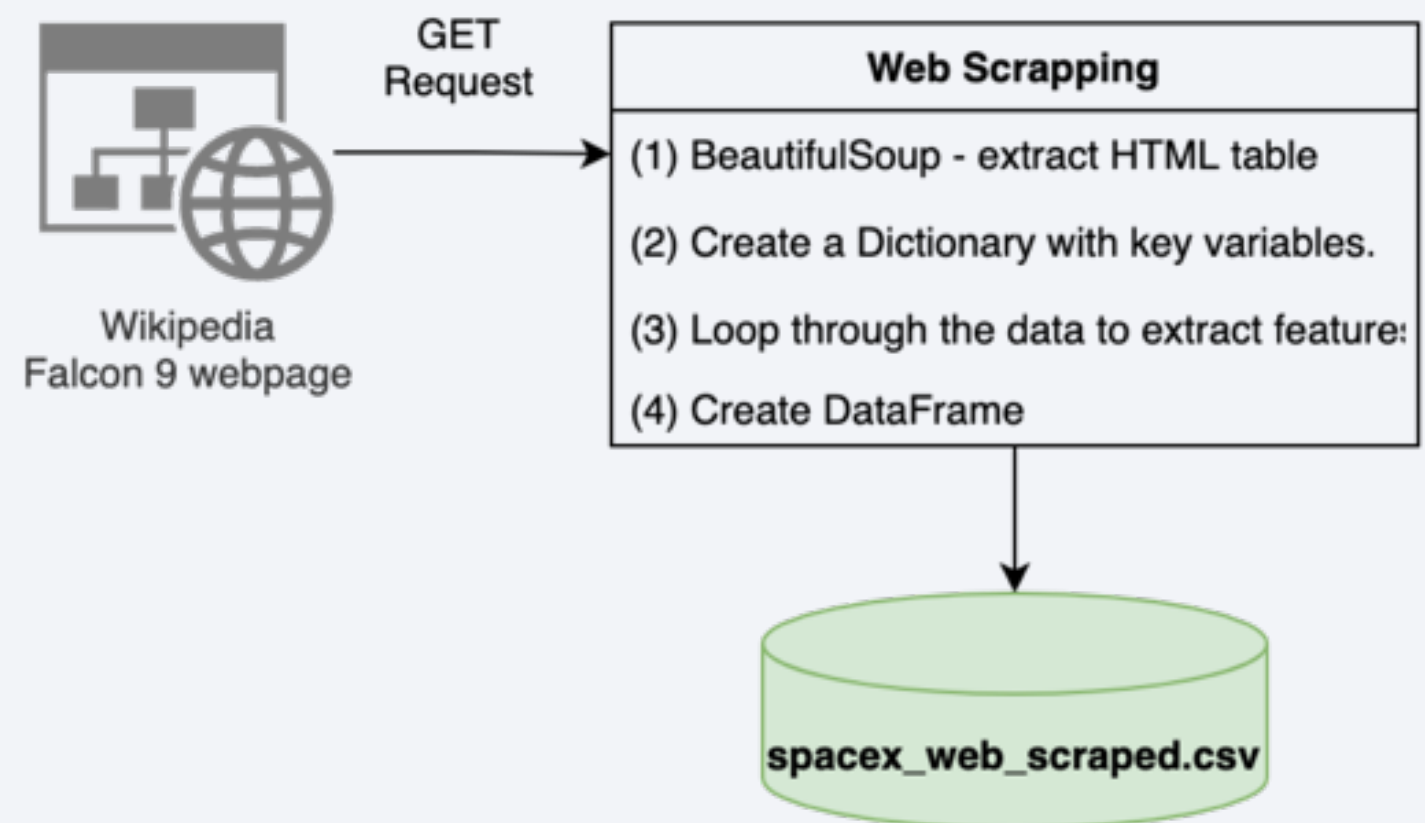 GET
Request
Web Scrapping
(1) BeautifulSoup - extract HTML table
(2) Create a Dictionary with key variables.
(3) Loop through the data to extract features
(4) Create DataFrame
Wikipedia
Falcon 9 webpage
spacex_web_scraped.csv